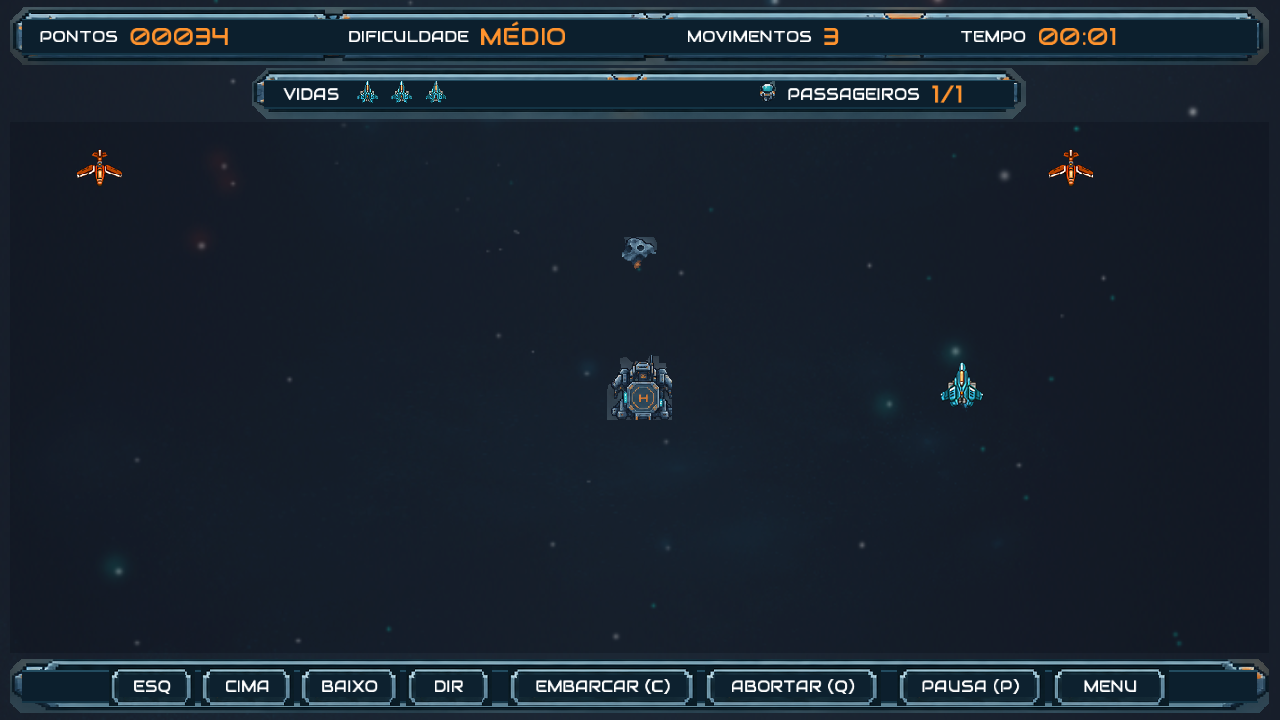 PONTOS 00034 DIFICULDADE MÉDIO MOVIMENTOS 3 TEMPO 00:01
VIDAS PASSAGEIROS 1/1
H
ESQ CIMA BAIXO DIR EMBARCAR (C) ABORTAR (Q) PAUSA (P) MENU